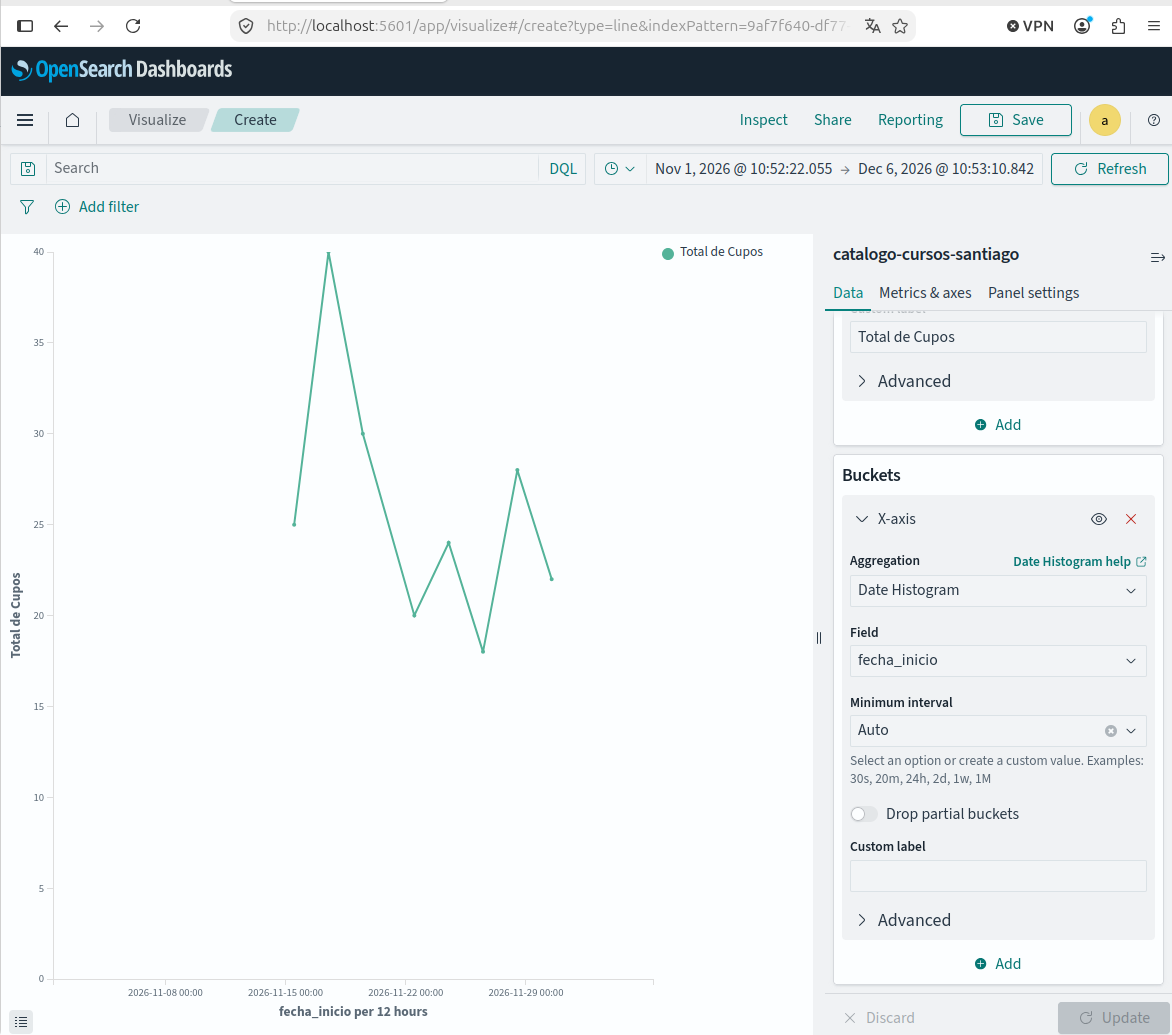 http://localhost:5601/app/visualize#/create?type=line&indexPattern=9af7f640-df77-
VPN
OpenSearch Dashboards
Visualize
Create
Inspect
Share
Reporting
Save
a
Search
DQL
Nov 1, 2026 @ 10:52:22.055 → Dec 6, 2026 @ 10:53:10.842
Refresh
Add filter
Total de Cupos
40
35
30
25
20
15
10
5
0
Total de Cupos
2026-11-08 00:00
2026-11-15 00:00
2026-11-22 00:00
2026-11-29 00:00
fecha_inicio per 12 hours
catalogo-cursos-santiago
Data
Metrics & axes
Panel settings
Custom label
Total de Cupos
Advanced
Add
Buckets
X-axis
Aggregation
Date Histogram help
Date Histogram
Field
fecha_inicio
Minimum interval
Auto
Select an option or create a custom value. Examples:
30s, 20m, 24h, 2d, 1w, 1M
Drop partial buckets
Custom label
Advanced
Add
Discard
Update